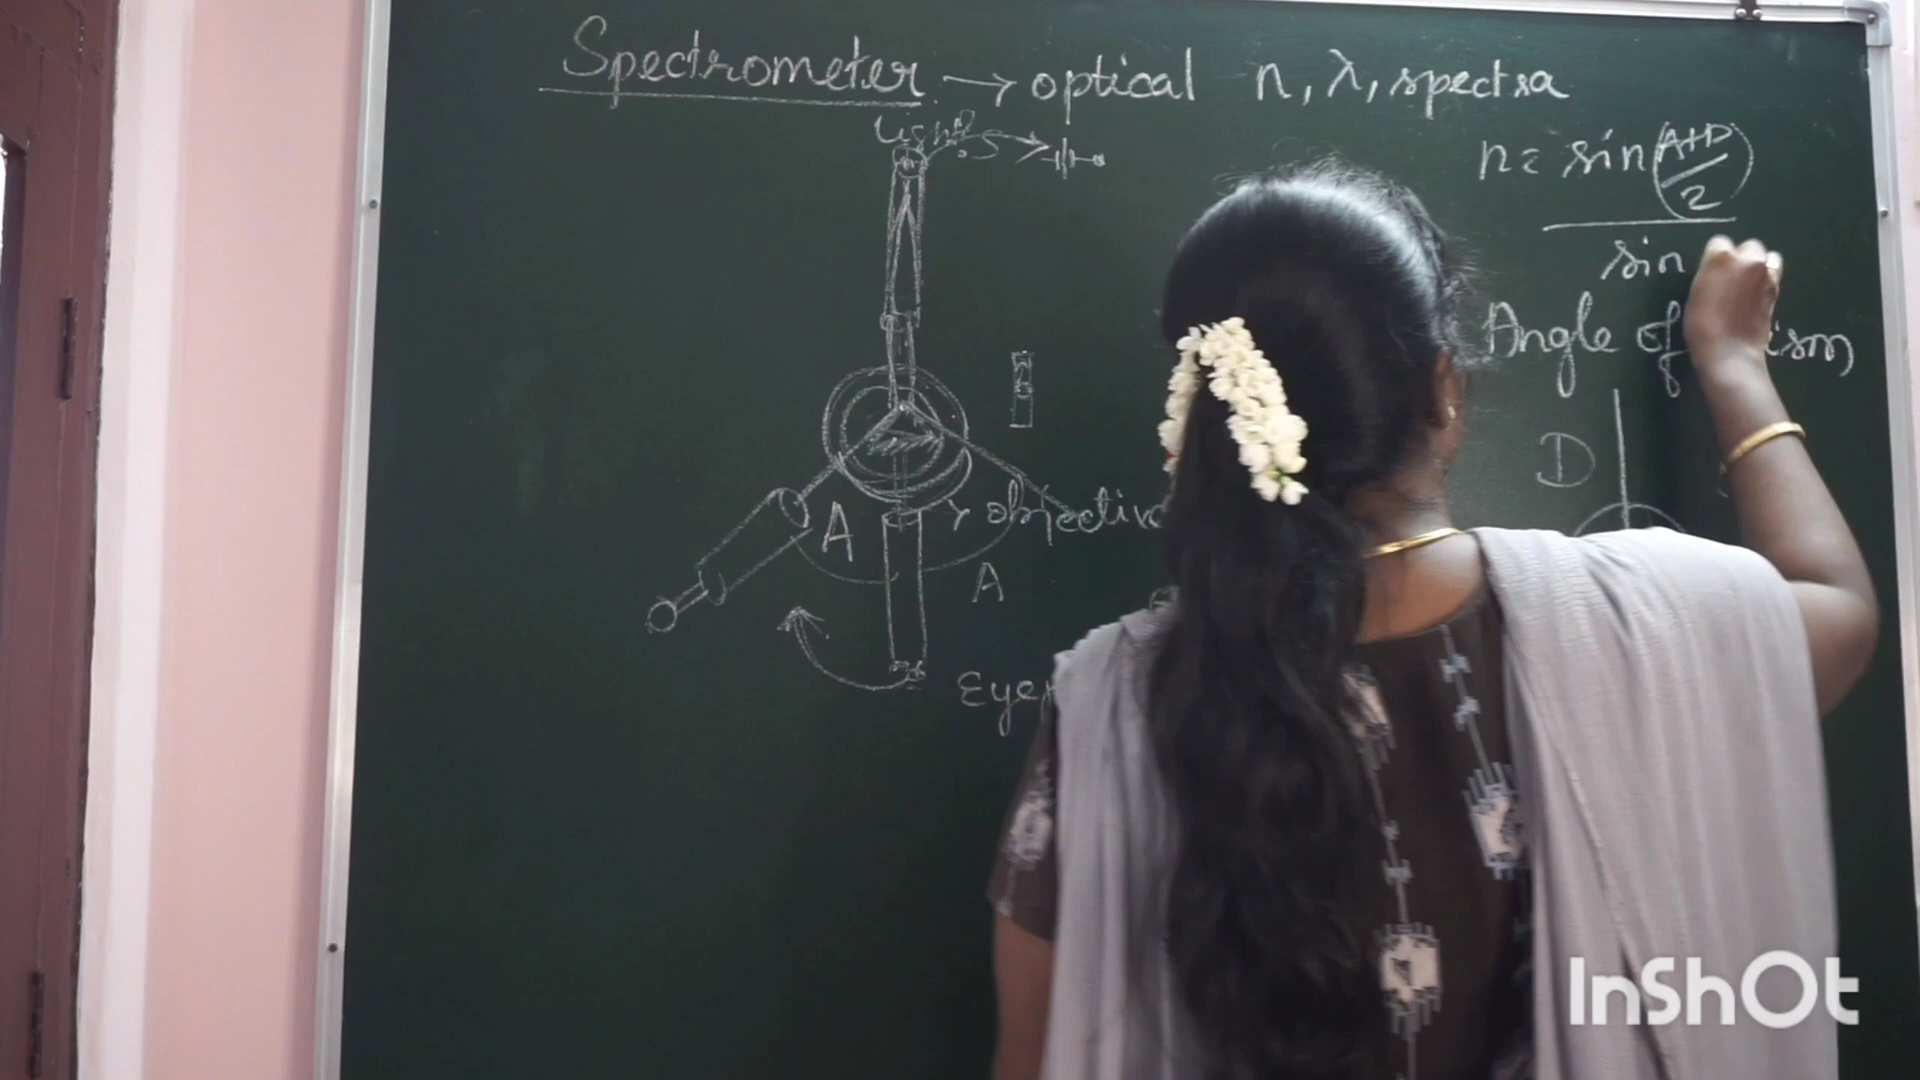 Spectrometer → optical n, λ, spectra
Light S
n = sin (A+D/2)
sin
Angle of
D
A
objective
A
InShOt